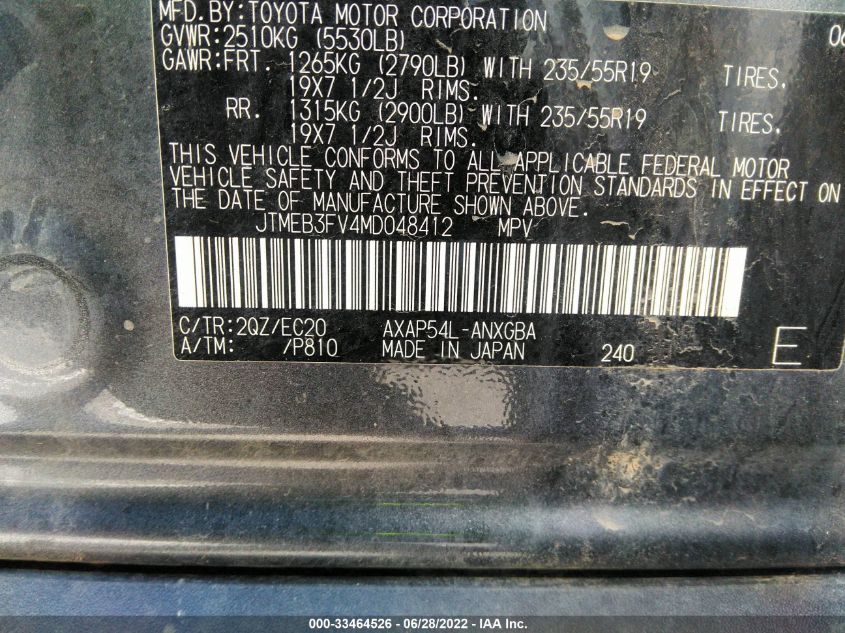 MFD.BY:TOYOTA MOTOR CORPORATION
GVWR:2510KG (5530LB)
GAWR:FRT. 1265KG (2790LB) WITH 235/55R19 TIRES,
19X7 1/2J RIMS.
RR. 1315KG (2900LB) WITH 235/55R19 TIRES,
19X7 1/2J RIMS.
THIS VEHICLE CONFORMS TO ALL APPLICABLE FEDERAL MOTOR
VEHICLE SAFETY AND THEFT PREVENTION STANDARDS IN EFFECT ON
THE DATE OF MANUFACTURE SHOWN ABOVE.
JTMEB3FV4MD048412 MPV
C/TR:2QZ/EC20 AXAP54L-ANXGBA
A/TM: /P810 MADE IN JAPAN 240 E
000-33464526 - 06/28/2022 - IAA Inc.